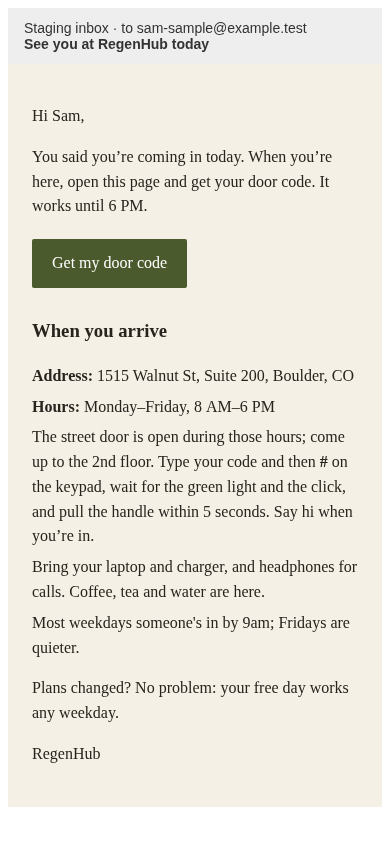 Staging inbox · to sam-sample@example.test
See you at RegenHub today
Hi Sam,
You said you’re coming in today. When you’re
here, open this page and get your door code. It
works until 6 PM.
Get my door code
When you arrive
Address: 1515 Walnut St, Suite 200, Boulder, CO
Hours: Monday–Friday, 8 AM–6 PM
The street door is open during those hours; come
up to the 2nd floor. Type your code and then # on
the keypad, wait for the green light and the click,
and pull the handle within 5 seconds. Say hi when
you’re in.
Bring your laptop and charger, and headphones for
calls. Coffee, tea and water are here.
Most weekdays someone's in by 9am; Fridays are
quieter.
Plans changed? No problem: your free day works
any weekday.
RegenHub